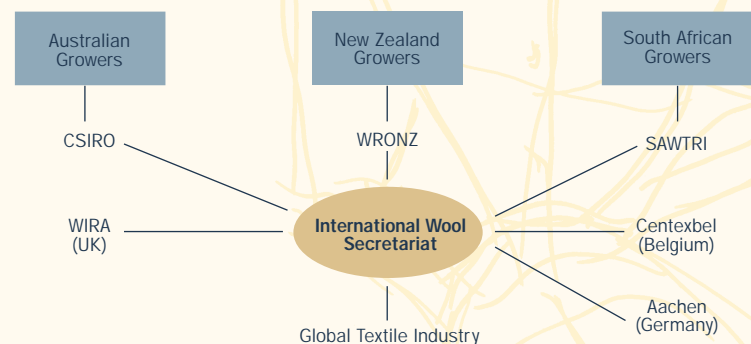 Australian
Growers
New Zealand
Growers
South African
Growers
CSIRO
WRONZ
SAWTRI
WIRA
(UK)
International Wool
Secretariat
Centexbel
(Belgium)
Aachen
(Germany)
Global Textile Industry